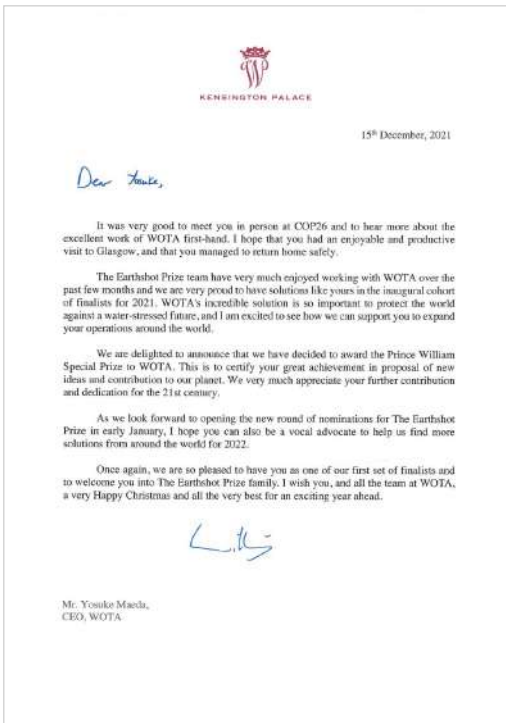 KENSINGTON PALACE
15th December, 2021
Dear Yosuke,
It was very good to meet you in person at COP26 and to hear more about the
excellent work of WOTA first-hand. I hope that you had an enjoyable and productive
visit to Glasgow, and that you managed to return home safely.
The Earthshot Prize team have very much enjoyed working with WOTA over the
past few months and we are very proud to have solutions like yours in the inaugural cohort
of finalists for 2021. WOTA's incredible solution is so important to protect the world
against a water-stressed future, and I am excited to see how we can support you to expand
your operations around the world.
We are delighted to announce that we have decided to award the Prince William
Special Prize to WOTA. This is to certify your great achievement in proposal of new
ideas and contribution to our planet. We very much appreciate your further contribution
and dedication for the 21st century.
As we look forward to opening the new round of nominations for The Earthshot
Prize in early January, I hope you can also be a vocal advocate to help us find more
solutions from around the world for 2022.
Once again, we are so pleased to have you as one of our first set of finalists and
to welcome you into The Earthshot Prize family. I wish you, and all the team at WOTA,
a very Happy Christmas and all the very best for an exciting year ahead.
Mr. Yosuke Maeda,
CEO, WOTA